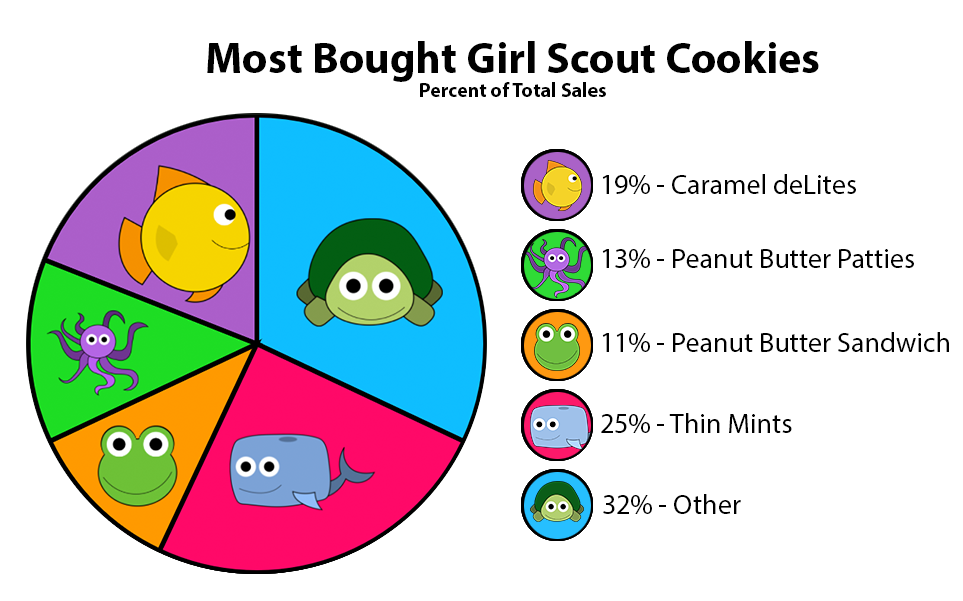 Most Bought Girl Scout Cookies
Percent of Total Sales
19% - Caramel deLites
13% - Peanut Butter Patties
11% - Peanut Butter Sandwich
25% - Thin Mints
32% - Other